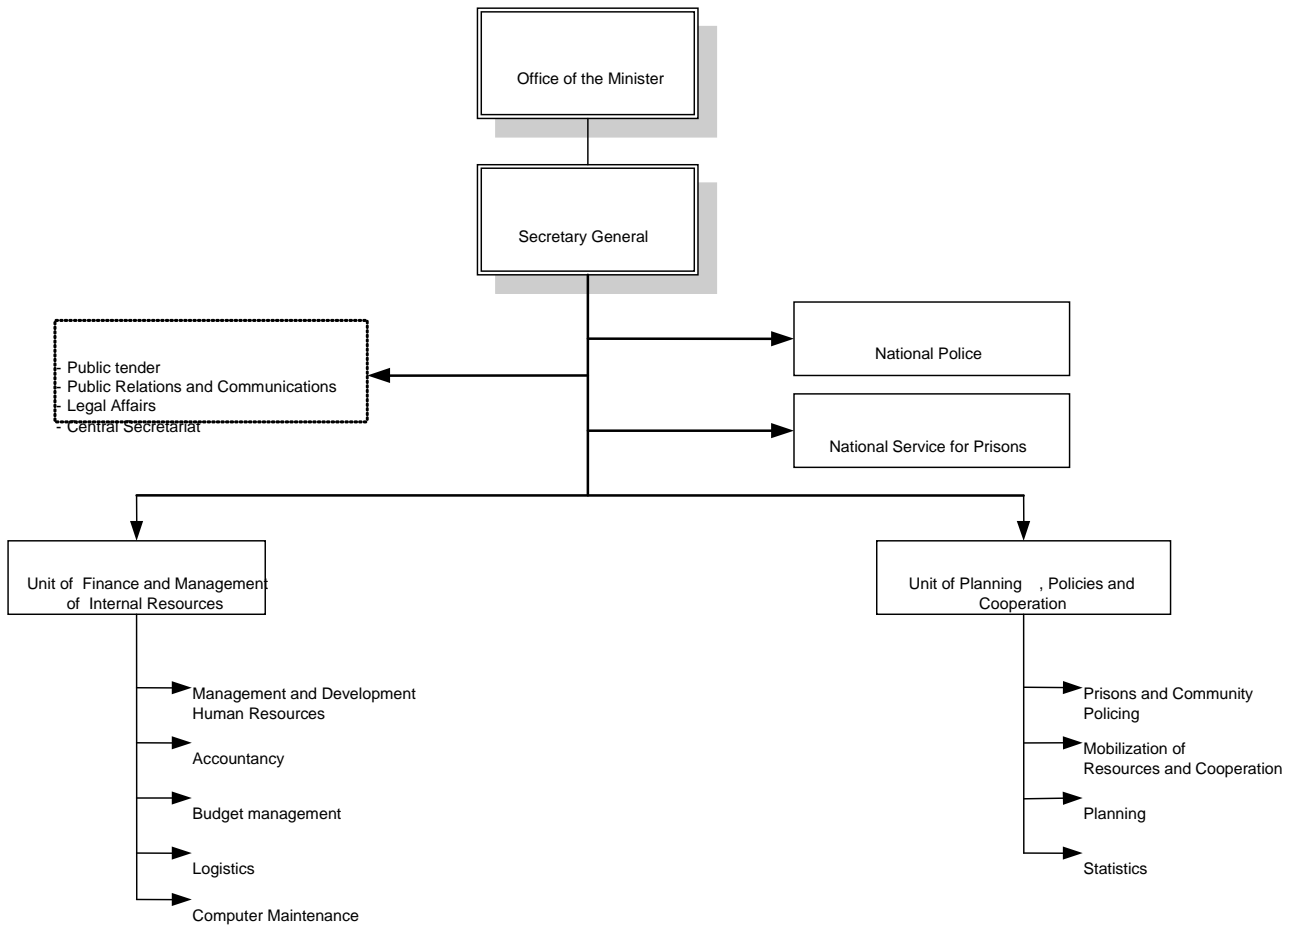 Office of the Minister
Secretary General
National Police
- Public tender
- Public Relations and Communications
- Legal Affairs
- Central Secretariat
National Service for Prisons
Unit of Finance and Management
of Internal Resources
Unit of Planning , Policies and
Cooperation
Management and Development
Human Resources
Accountancy
Budget management
Logistics
Computer Maintenance
Prisons and Community
Policing
Mobilization of
Resources and Cooperation
Planning
Statistics